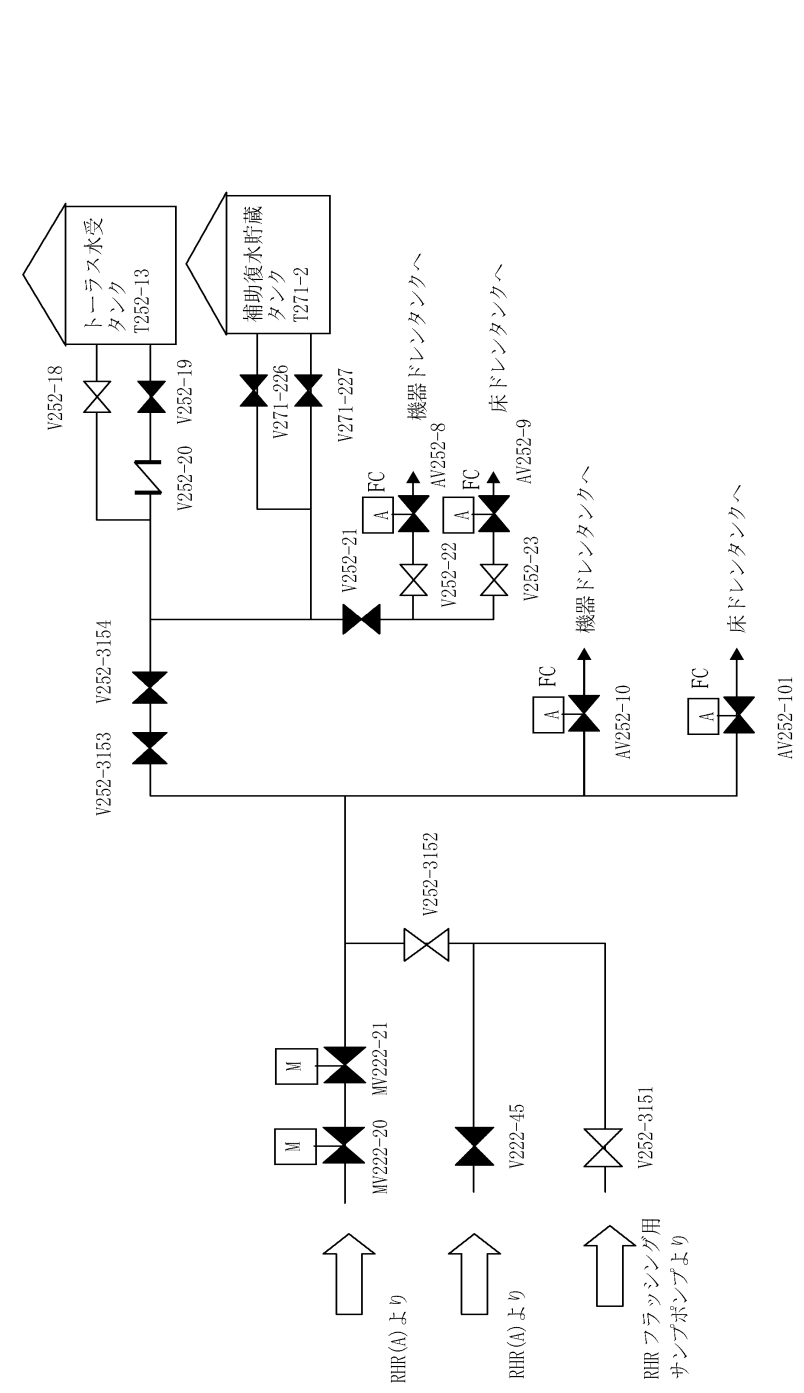 トーラス水受
タンク
T252-13
補助復水貯蔵
タンク
T271-2
V252-18
V252-19
V252-20
V271-226
V271-227
機器ドレンタンクへ
床ドレンタンクへ
A
FC
AV252-8
A
FC
AV252-9
V252-21
V252-22
V252-23
V252-3154
V252-3153
機器ドレンタンクへ
A
FC
AV252-10
床ドレンタンクへ
A
FC
AV252-101
V252-3152
M
MV222-21
M
MV222-20
V222-45
V252-3151
RHR(A)より
RHR(A)より
RHRフラッシング用
サンプポンプより